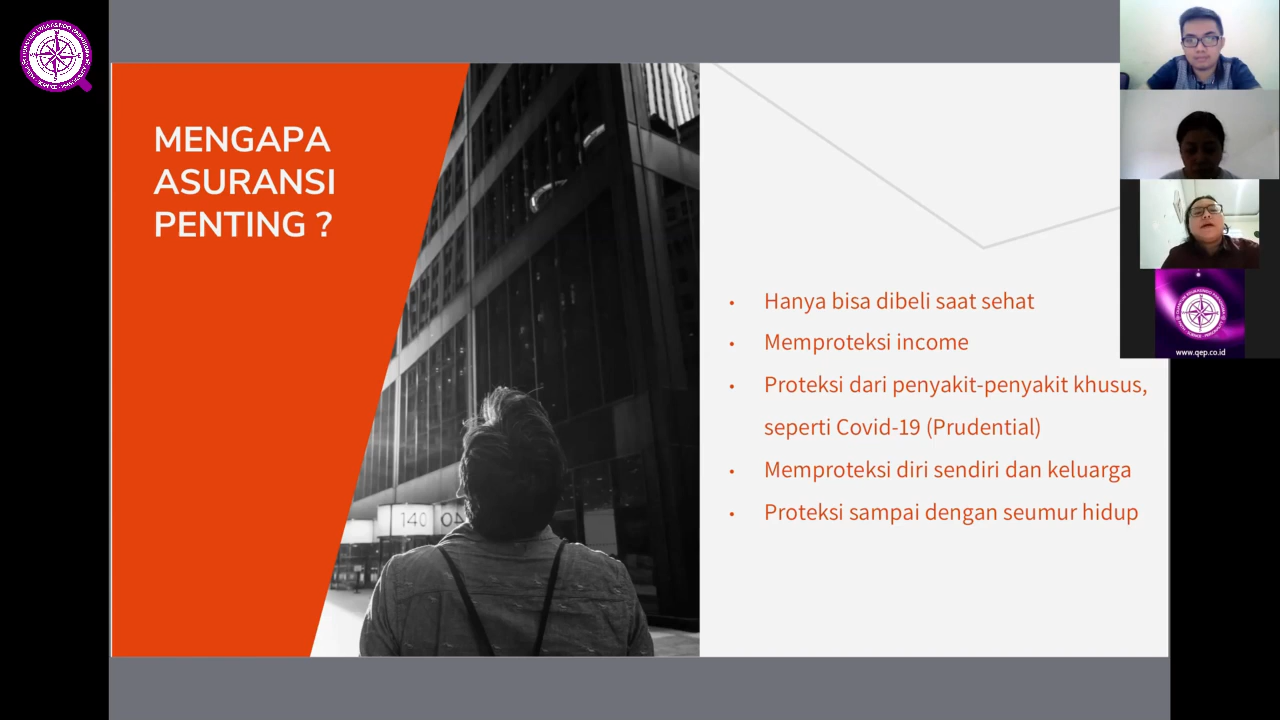 MENGAPA
ASURANSI
PENTING ?
140
• Hanya bisa dibeli saat sehat
• Memproteksi income
• Proteksi dari penyakit-penyakit khusus,
seperti Covid-19 (Prudential)
• Memproteksi diri sendiri dan keluarga
• Proteksi sampai dengan seumur hidup
www.qep.co.id